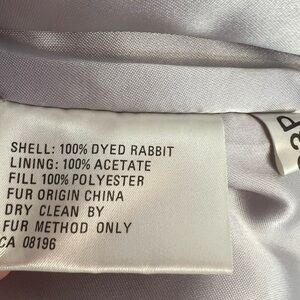 SHELL: 100% DYED RABBIT
LINING: 100% ACETATE
FILL 100% POLYESTER
FUR ORIGIN CHINA
DRY CLEAN BY
FUR METHOD ONLY
CA 08196